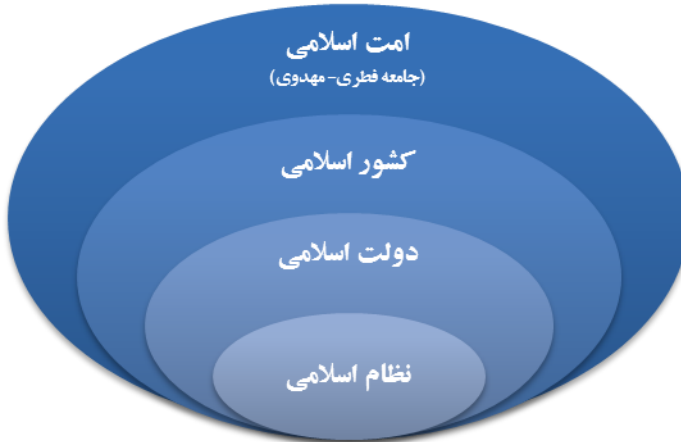 امت اسلامی
(جامعه فطری- مهدوی)
کشور اسلامی
دولت اسلامی
نظام اسلامی